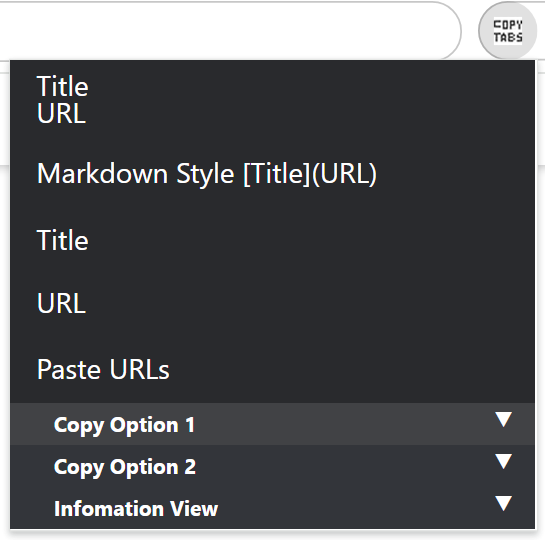 COPY
TABS
Title
URL
Markdown Style [Title](URL)
Title
URL
Paste URLs
Copy Option 1
Copy Option 2
Infomation View